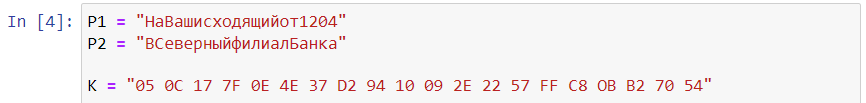 In [4]: P1 = "НаВашисходящийот1204"
P2 = "ВСеверныйфилиалБанка"
K = "05 0C 17 7F 0E 4E 37 D2 94 10 09 2E 22 57 FF C8 OB B2 70 54"